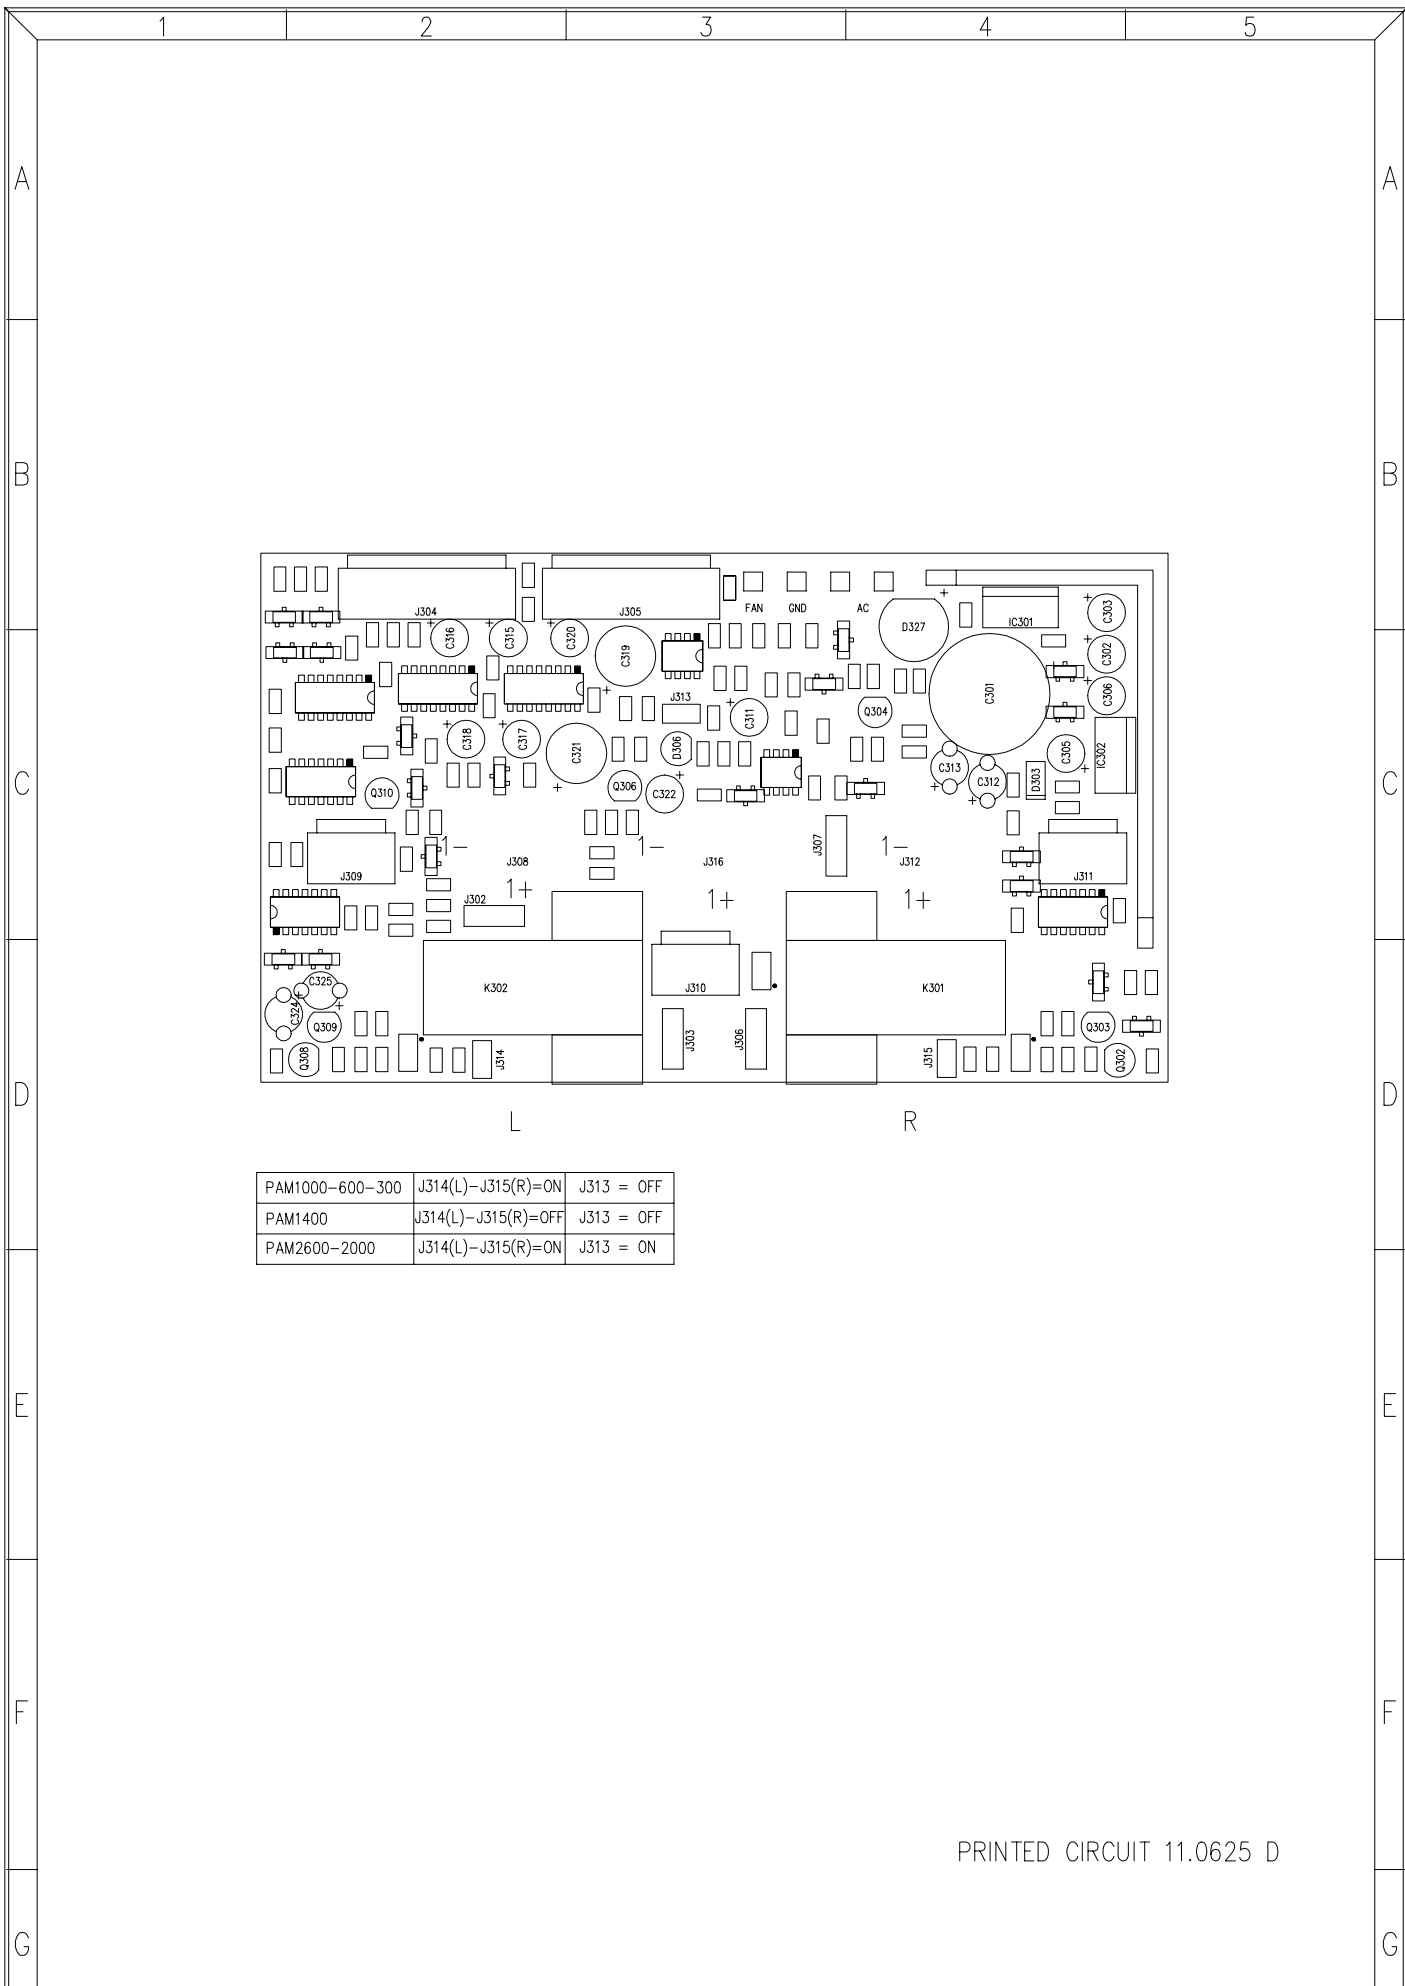 1 2 3 4 5
A A
B B
J304 J305 FAN GND AC D327 IC301 C303
C316 C315 C320 C319 C302
J313 C301 C306
C311 Q304
C318 C317 C321 D306 C305 IC302
C C
Q310 Q306 C322 C313 C312 D303
1- 1- J307 1-
J309 J308 J316 J312 J311
J302 1+ 1+ 1+
K302 J310 K301
C325
C324 Q309 J303 J306 Q303
Q308 J314 J315 Q302
D D
L R
PAM1000-600-300 J314(L)-J315(R)=ON J313 = OFF
PAM1400 J314(L)-J315(R)=OFF J313 = OFF
PAM2600-2000 J314(L)-J315(R)=ON J313 = ON
E E
F F
PRINTED CIRCUIT 11.0625 D
G G